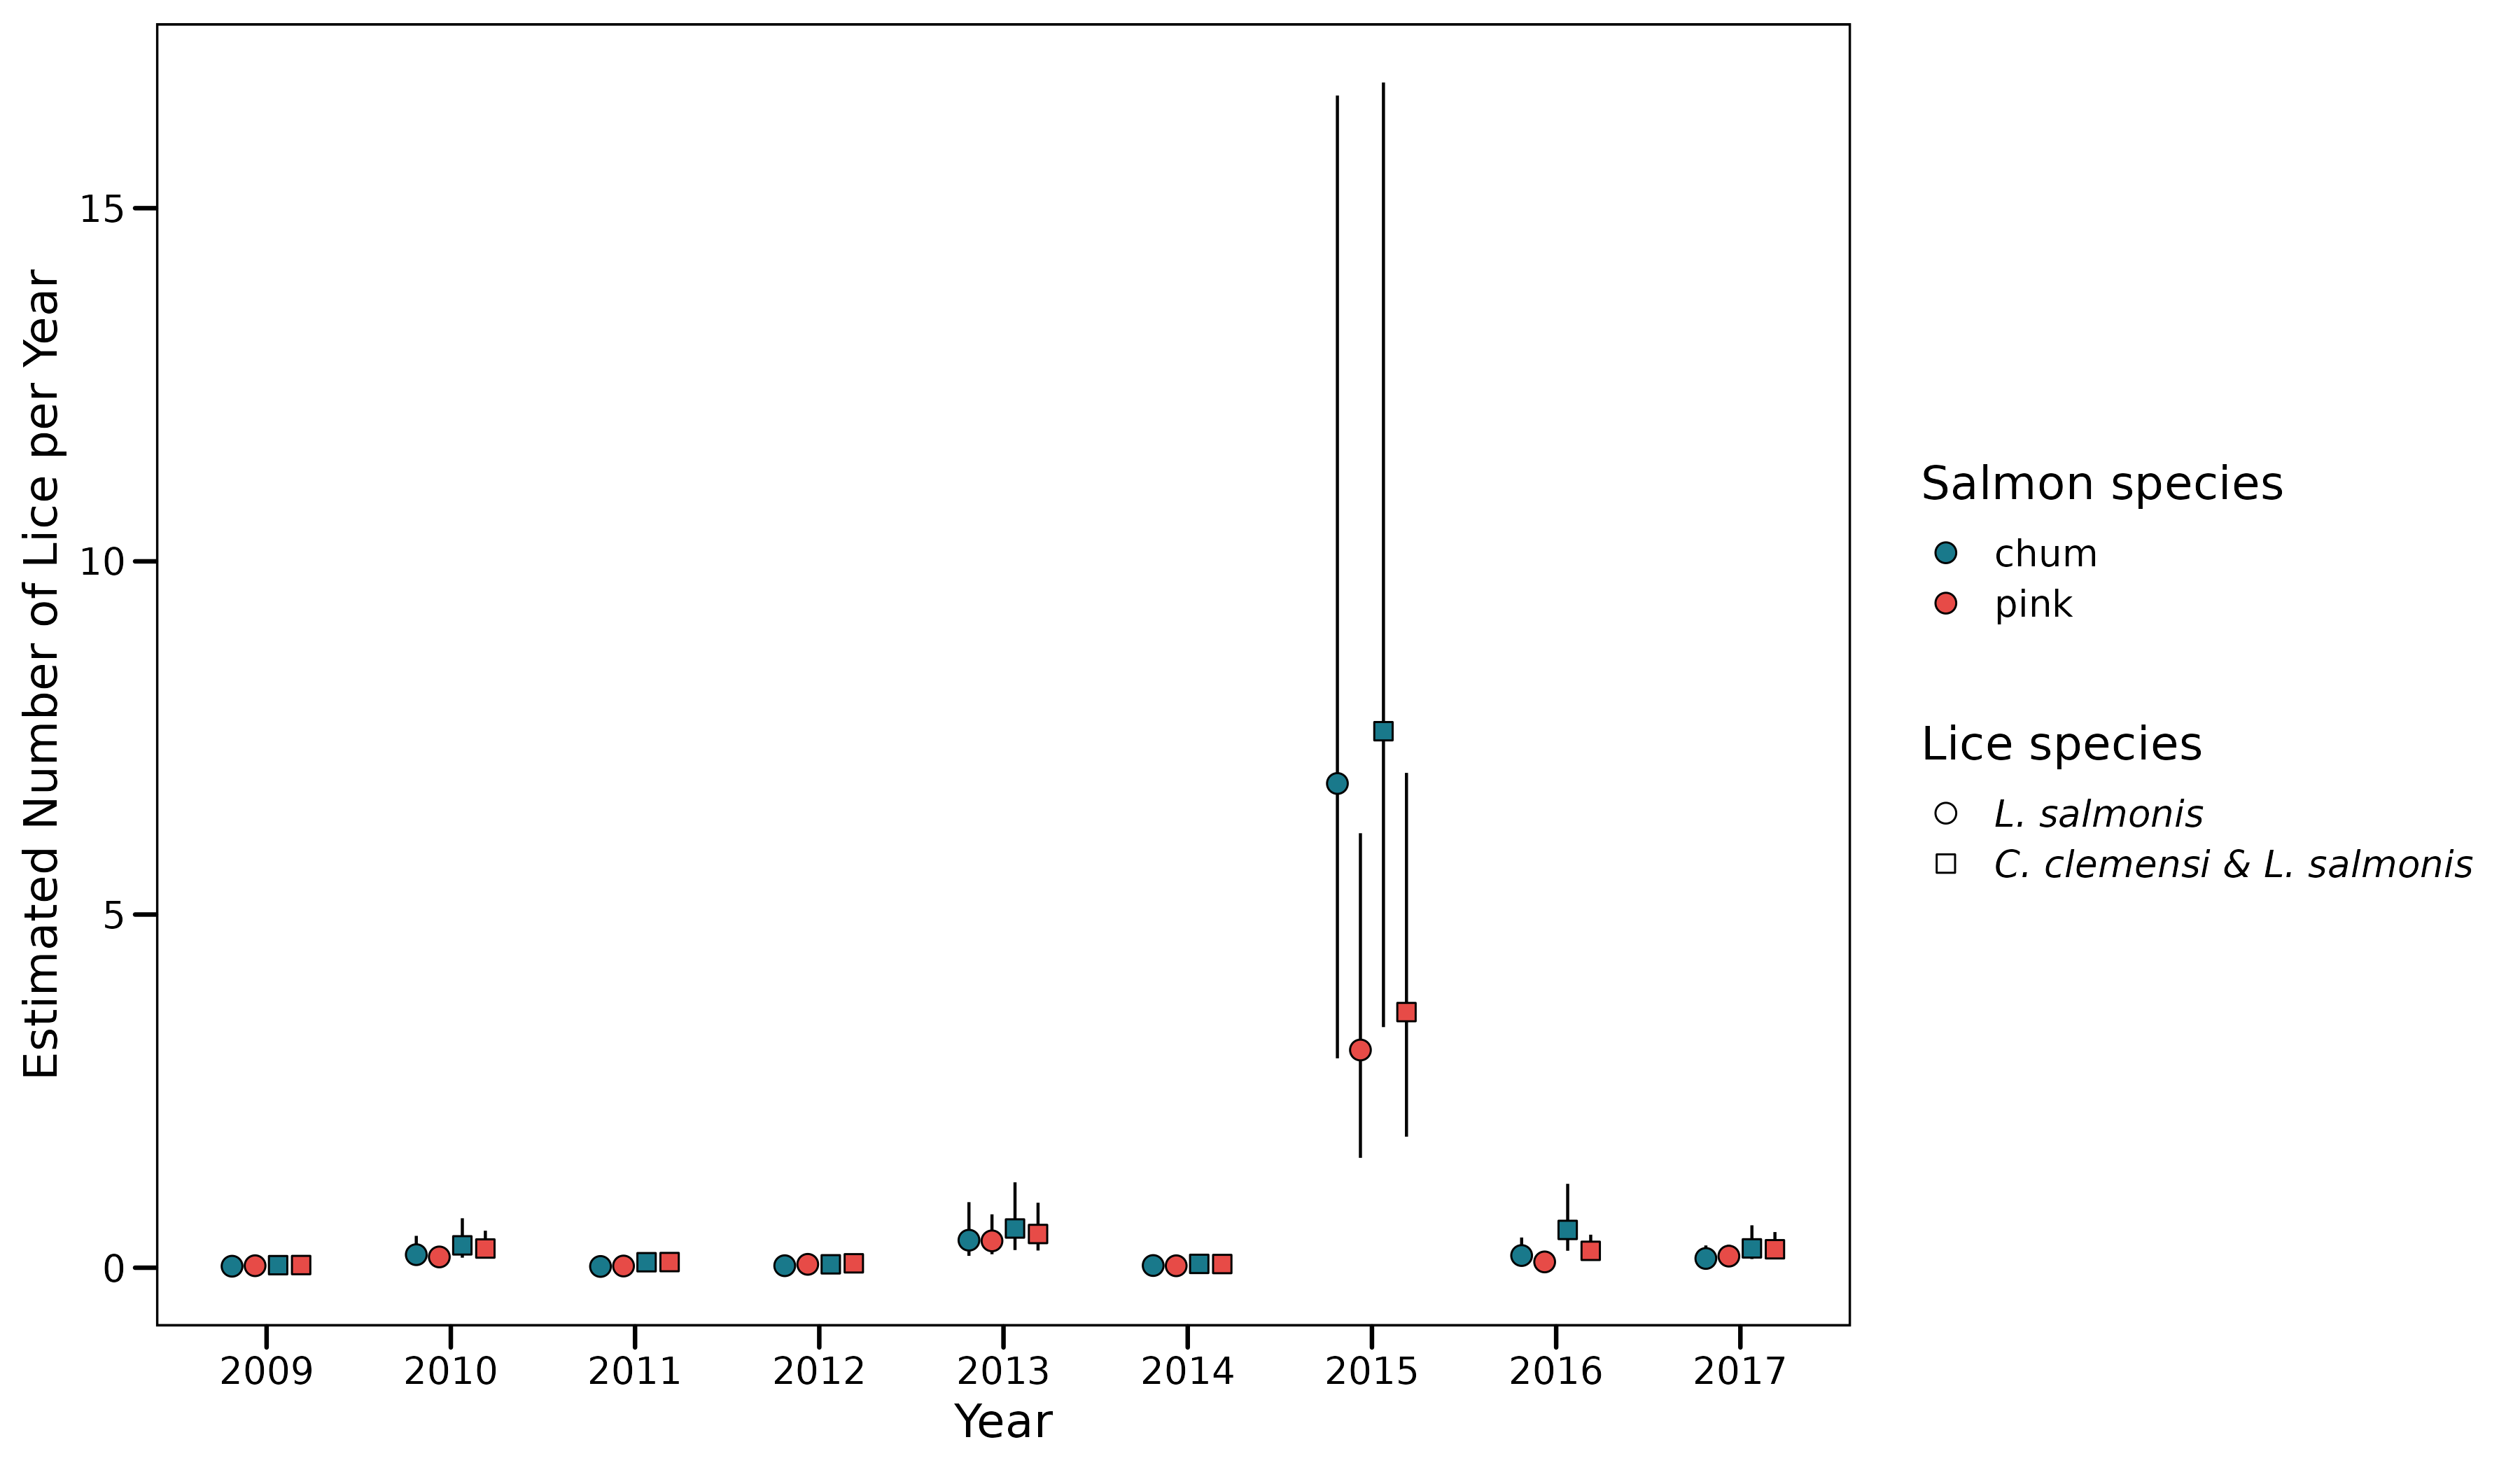 Estimated Number of Lice per Year
15
10
5
0
2009 2010 2011 2012 2013 2014 2015 2016 2017
Year
Salmon species
chum
pink
Lice species
L. salmonis
C. clemensi & L. salmonis